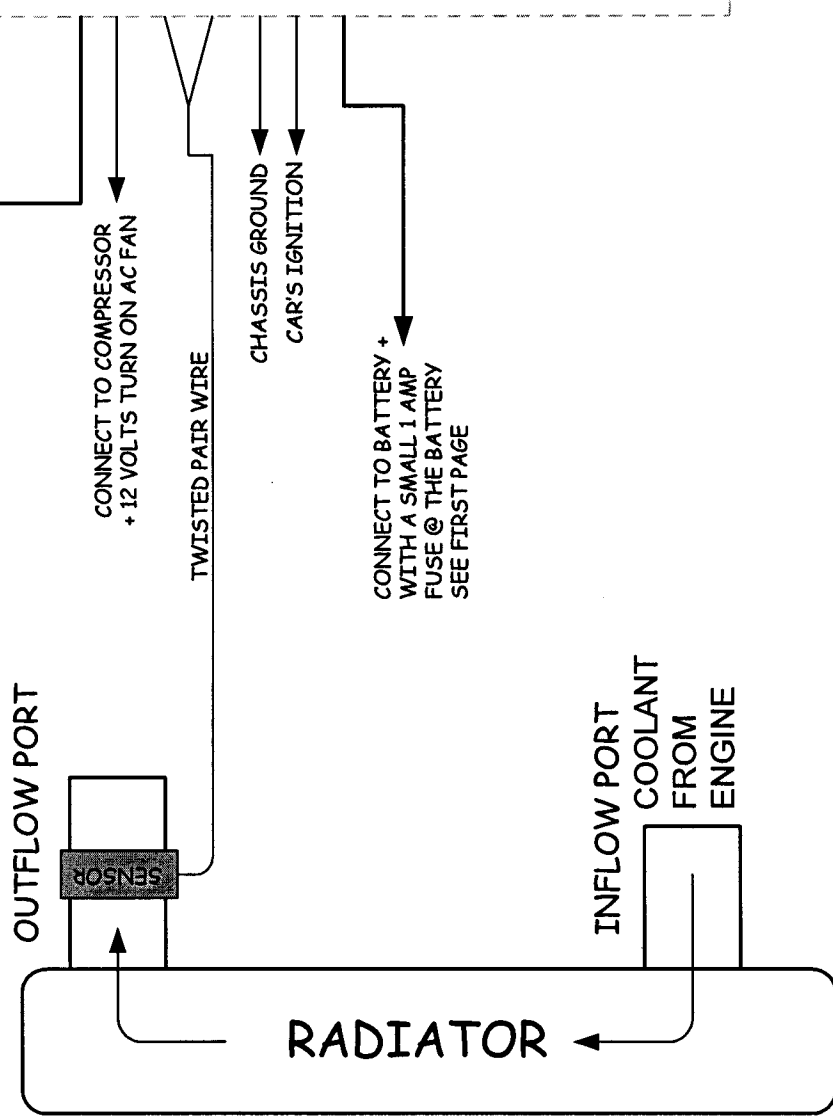 CONNECT TO COMPRESSOR
+ 12 VOLTS TURN ON AC FAN
TWISTED PAIR WIRE
CHASSIS GROUND
CAR'S IGNITION
CONNECT TO BATTERY +
WITH A SMALL 1 AMP
FUSE @ THE BATTERY
SEE FIRST PAGE
OUTFLOW PORT
SENSOR
INFLOW PORT
COOLANT
FROM
ENGINE
RADIATOR